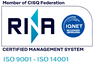 Member of CISQ Federation
RINA
IQNET
CERTIFIED MANAGEMENT SYSTEM
ISO 9001 - ISO 14001